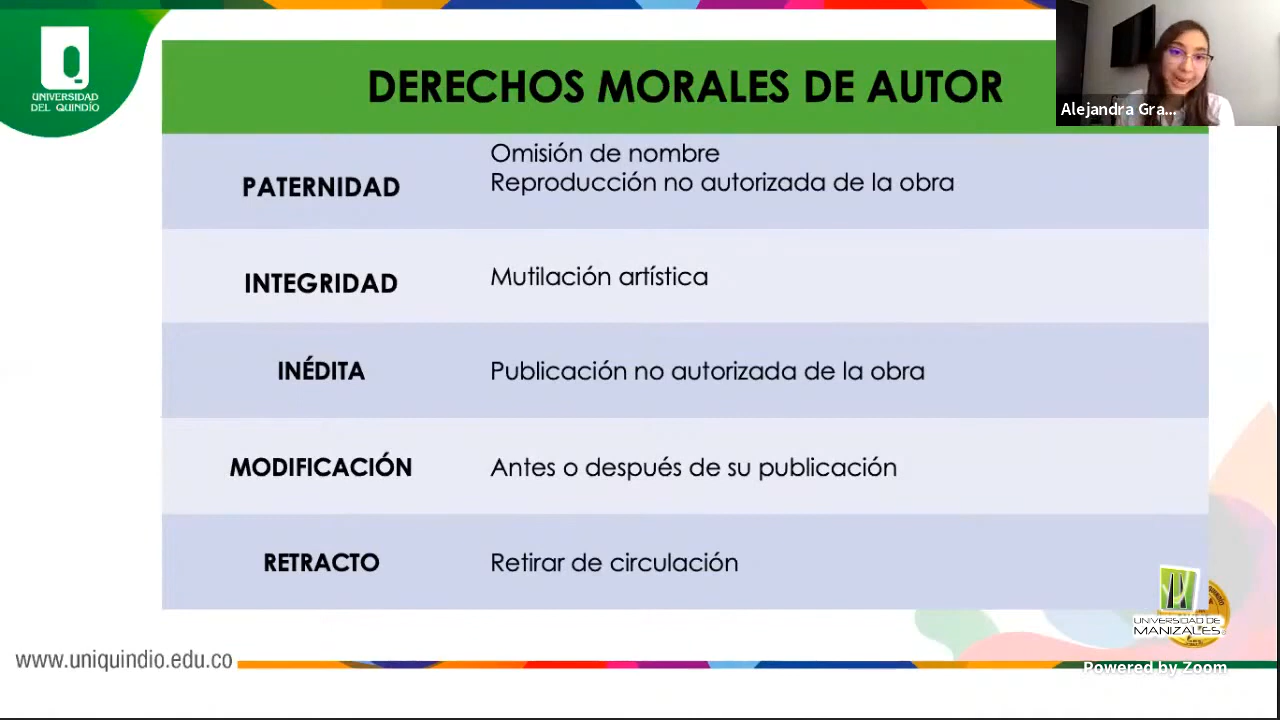 UNIVERSIDAD
DEL QUINDÍO
DERECHOS MORALES DE AUTOR
Alejandra Gra...
PATERNIDAD
Omisión de nombre
Reproducción no autorizada de la obra
INTEGRIDAD
Mutilación artística
INÉDITA
Publicación no autorizada de la obra
MODIFICACIÓN
Antes o después de su publicación
RETRACTO
Retirar de circulación
UNIVERSIDAD DE
MANIZALES
www.uniquindio.edu.co
Powered by Zoom